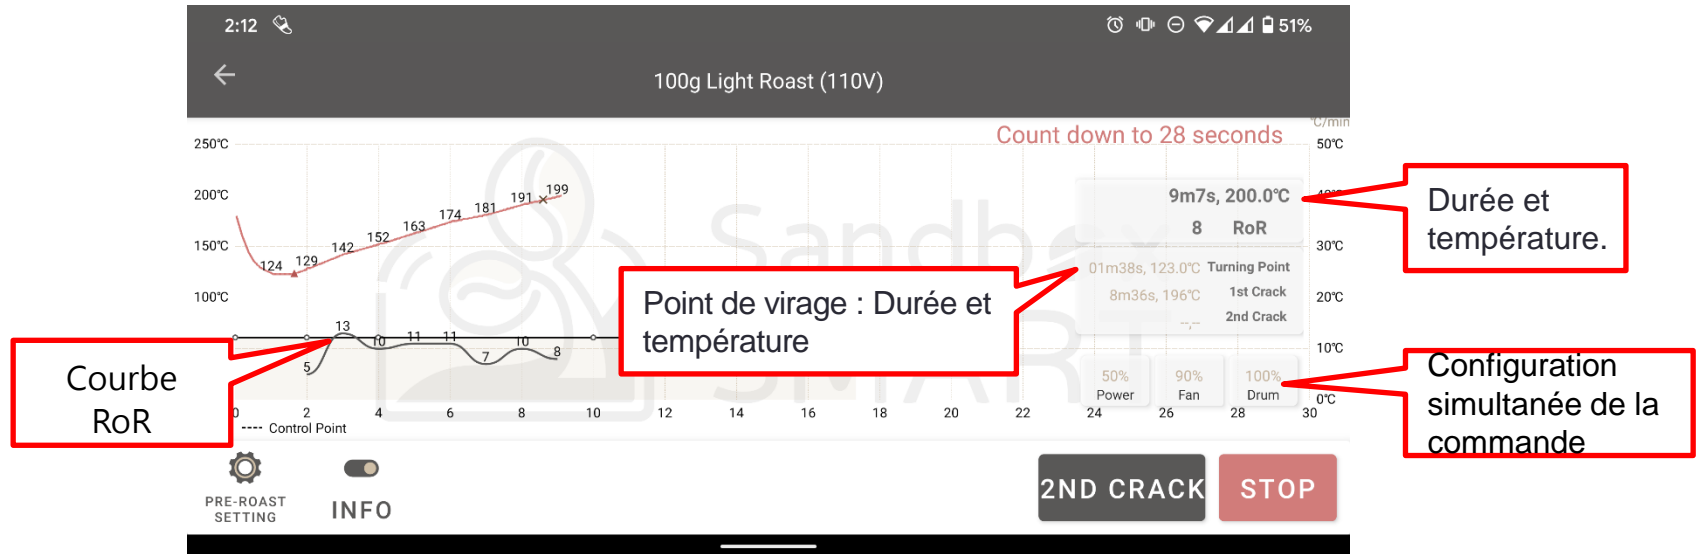 2:12
51%
100g Light Roast (110V)
Count down to 28 seconds
°C/min
250℃
200℃
150℃
100℃
50℃
30℃
20℃
10℃
0℃
124
129
142
152
163
174
181
191
199
5
13
10
11
11
7
10
8
0
2
4
6
8
10
12
14
16
18
20
22
24
26
28
30
---- Control Point
Sandbox
SMART
9m7s, 200.0℃
8 RoR
01m38s, 123.0℃ Turning Point
8m36s, 196℃ 1st Crack
--,-- 2nd Crack
50%
Power
90%
Fan
100%
Drum
Durée et
température.
Point de virage : Durée et
température
Courbe
RoR
Configuration
simultanée de la
commande
PRE-ROAST
SETTING
INFO
2ND CRACK
STOP